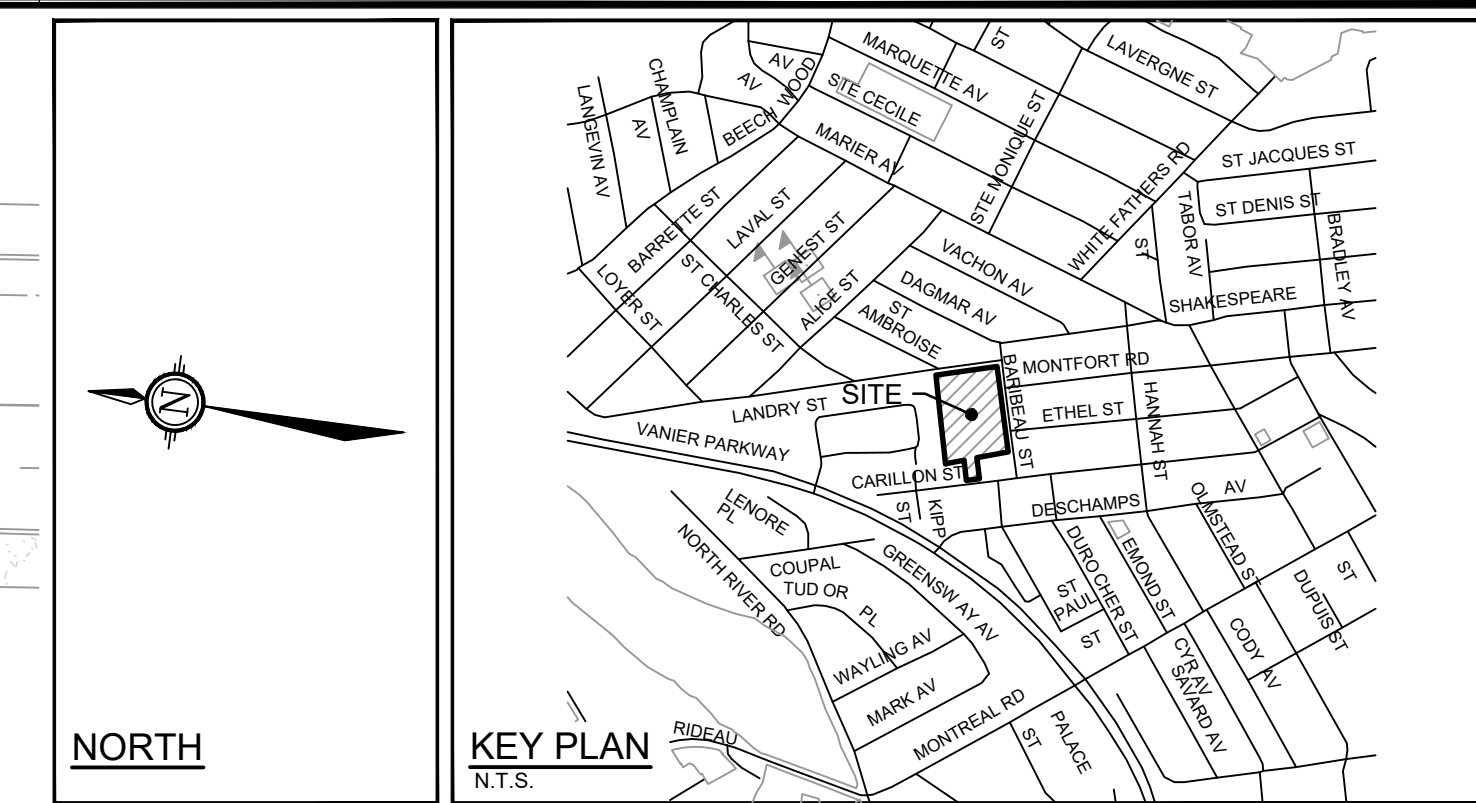 N
NORTH
KEY PLAN
N.T.S.
SITE
LANGEVIN AV
CHAMPLAIN
AV
AV
AV
BEECH WOOD
MARQUETTE AV
STE CECILE
ST
LAVERGNE ST
MARIER AV
STE MONIQUE ST
WHITE FATHERS RD
ST JACQUES ST
ST DENIS ST
TABOR AV
ST
BRADLEY AV
SHAKESPEARE
BARRETTE ST
LAVAL ST
GENEST ST
LOYER ST
ST CHARLES ST
ALICE ST
VACHON AV
DAGMAR AV
ST
AMBROISE
MONTFORT RD
BARIBEAU ST
ETHEL ST
HANNAH ST
LANDRY ST
VANIER PARKWAY
CARILLON ST
KIPP
ST
DESCHAMPS
AV
OLMSTEAD ST
LENORE
PL
NORTH RIVER RD
COUPAL
TUD OR
PL
GREENSW AY AV
WAYLING AV
MARK AV
MONTREAL RD
ST
PAUL
ST
DURO CHER ST
EMOND ST
CYR AV
SAVARD AV
CODY AV
DUPUIS ST
ST
PALACE
ST
RIDEAU